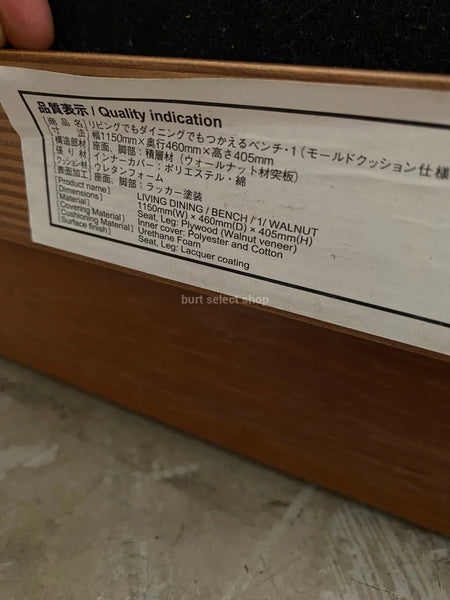 品質表示 / Quality indication
[商品名] リビングでもダイニングでもつかえるベンチ・1 (モールドクッション仕様
[寸法] 幅1150mm×奥行460mm×高さ405mm
[構造部材] 座面、脚部:積層材 (ウォールナット材突板)
[張り材] インナーカバー:ポリエステル・綿
[クッション材] ウレタンフォーム
[表面加工] 座面、脚部:ラッカー塗装
[Product name] LIVING DINING / BENCH / 1/ WALNUT
[Dimensions] 1150mm(W) × 460mm(D) × 405mm(H)
[Material] Seat, Leg: Plywood (Walnut veneer)
[Covering Material] Inner cover: Polyester and Cotton
[Cushioning Material] Urethane Foam
[Surface finish] Seat, Leg: Lacquer coating
burt select shop